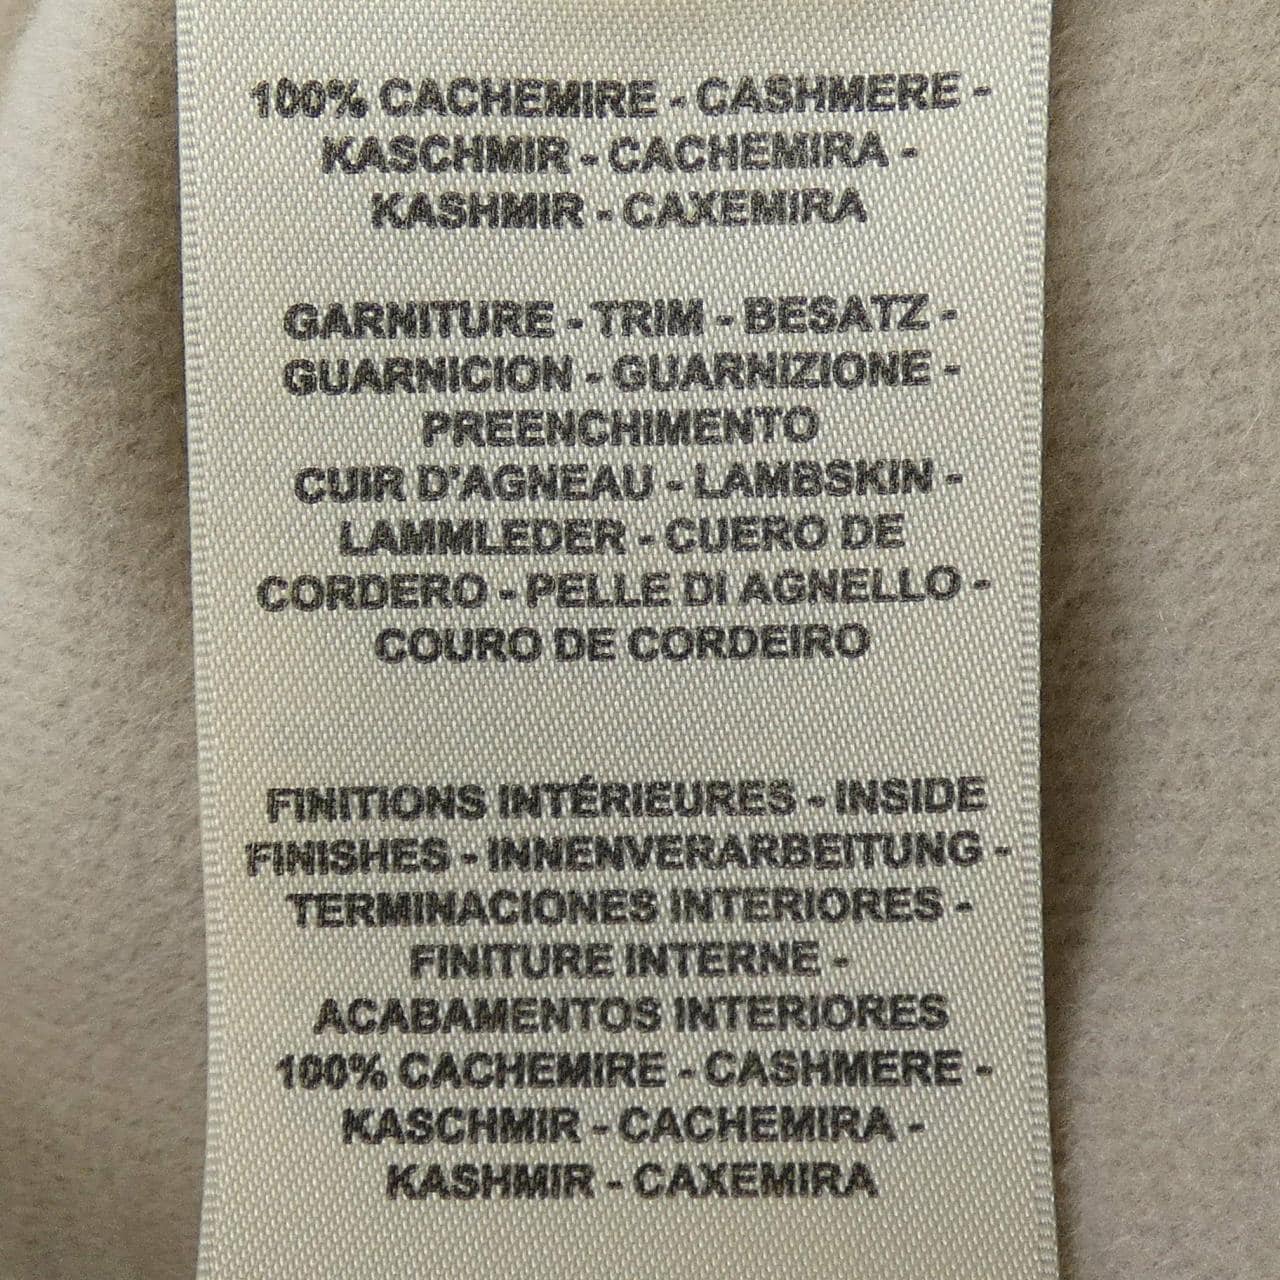 100% CACHEMIRE - CASHMERE -
KASCHMIR - CACHEMIRA -
KASHMIR - CAXEMIRA
GARNITURE - TRIM - BESATZ -
GUARNICION - GUARNIZIONE -
PREENCHIMENTO
CUIR D'AGNEAU - LAMBSKIN -
LAMMLEDER - CUERO DE
CORDERO - PELLE DI AGNELLO -
COURO DE CORDEIRO
FINITIONS INTÉRIEURES - INSIDE
FINISHES - INNENVERARBEITUNG -
TERMINACIONES INTERIORES -
FINITURE INTERNE -
ACABAMENTOS INTERIORES
100% CACHEMIRE - CASHMERE -
KASCHMIR - CACHEMIRA -
KASHMIR - CAXEMIRA